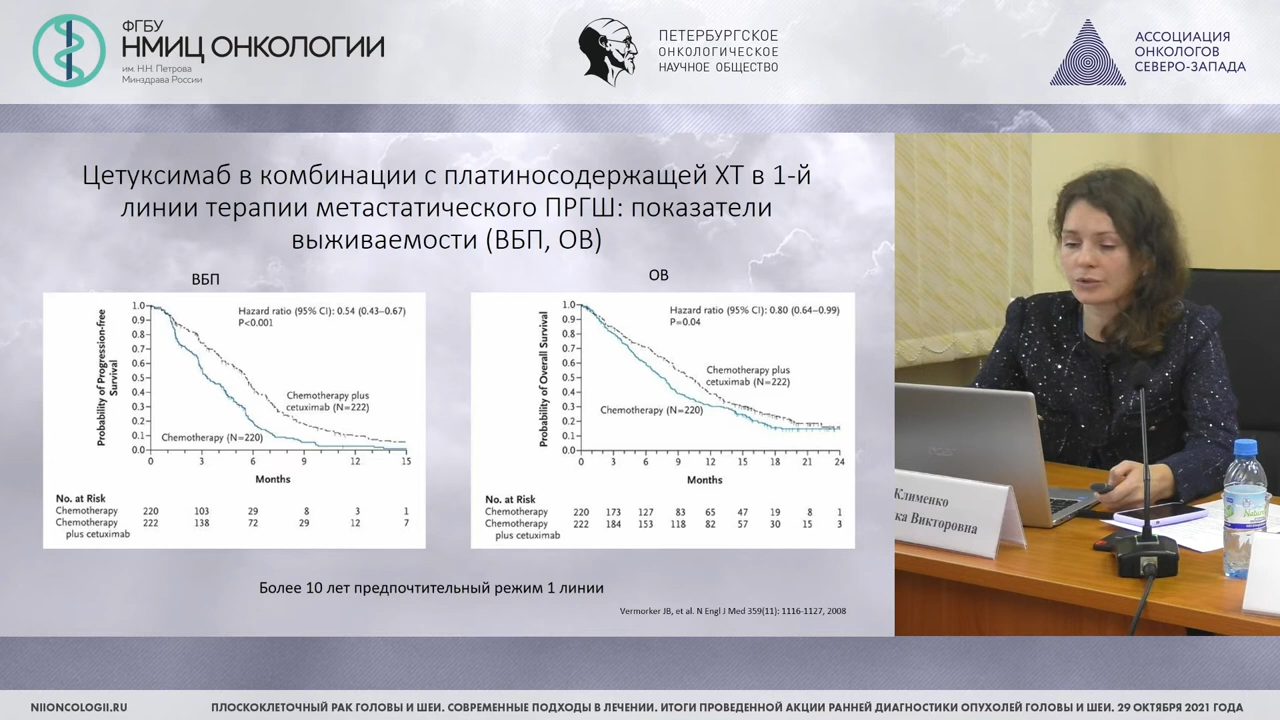 ФГБУ
НМИЦ ОНКОЛОГИИ
им. Н.Н. Петрова
Минздрава России
ПЕТЕРБУРГСКОЕ
ОНКОЛОГИЧЕСКОЕ
НАУЧНОЕ ОБЩЕСТВО
АССОЦИАЦИЯ
ОНКОЛОГОВ
СЕВЕРО-ЗАПАДА
Цетуксимаб в комбинации с платиносодержащей ХТ в 1-й
линии терапии метастатического ПРГШ: показатели
выживаемости (ВБП, ОВ)
ВБП
Probability of Progression-free
Survival
1.0
0.9
0.8
0.7
0.6
0.5
0.4
0.3
0.2
0.1
0.0
Hazard ratio (95% CI): 0.54 (0.43–0.67)
P<0.001
Chemotherapy plus
cetuximab (N=222)
Chemotherapy (N=220)
0 3 6 9 12 15
Months
No. at Risk
Chemotherapy 220 103 29 8 3 1
Chemotherapy 222 138 72 29 12 7
plus cetuximab
ОВ
Probability of Overall Survival
1.0
0.9
0.8
0.7
0.6
0.5
0.4
0.3
0.2
0.1
0.0
Hazard ratio (95% CI): 0.80 (0.64–0.99)
P=0.04
Chemotherapy plus
cetuximab (N=222)
Chemotherapy (N=220)
0 3 6 9 12 15 18 21 24
Months
No. at Risk
Chemotherapy 220 173 127 83 65 47 19 8 1
Chemotherapy 222 184 153 118 82 57 30 15 3
plus cetuximab
Более 10 лет предпочтительный режим 1 линии
Vermorker JB, et al. N Engl J Med 359(11): 1116-1127, 2008
Клименко
ка Викторовна
NIIONCOLOGII.RU
ПЛОСКОКЛЕТОЧНЫЙ РАК ГОЛОВЫ И ШЕИ. СОВРЕМЕННЫЕ ПОДХОДЫ В ЛЕЧЕНИИ. ИТОГИ ПРОВЕДЕННОЙ АКЦИИ РАННЕЙ ДИАГНОСТИКИ ОПУХОЛЕЙ ГОЛОВЫ И ШЕИ. 29 ОКТЯБРЯ 2021 ГОДА